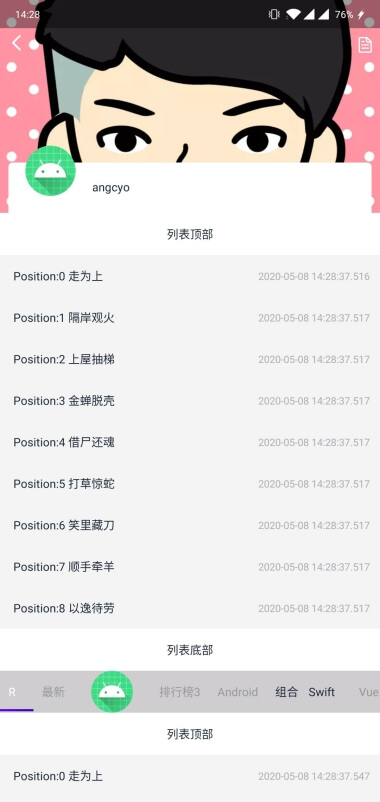 14:28 76%
angcyo
列表顶部
Position:0 走为上 2020-05-08 14:28:37.516
Position:1 隔岸观火 2020-05-08 14:28:37.517
Position:2 上屋抽梯 2020-05-08 14:28:37.517
Position:3 金蝉脱壳 2020-05-08 14:28:37.517
Position:4 借尸还魂 2020-05-08 14:28:37.517
Position:5 打草惊蛇 2020-05-08 14:28:37.517
Position:6 笑里藏刀 2020-05-08 14:28:37.517
Position:7 顺手牵羊 2020-05-08 14:28:37.517
Position:8 以逸待劳 2020-05-08 14:28:37.517
列表底部
R 最新 排行榜3 Android 组合 Swift Vue
列表顶部
Position:0 走为上 2020-05-08 14:28:37.547